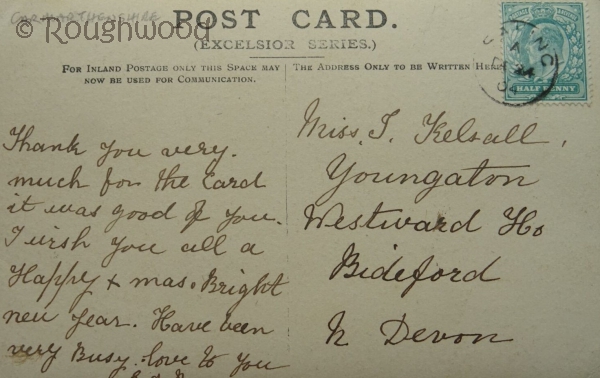 CARMARTHENSHIRE
© Roughwood
POST CARD.
(EXCELSIOR SERIES.)
FOR INLAND POSTAGE ONLY THIS SPACE MAY
NOW BE USED FOR COMMUNICATION.
THE ADDRESS ONLY TO BE WRITTEN HERE
HALF PENNY
Thank you very.
much for the Card
it was good of you.
I wish you all a
Happy x mas. Bright
new year. Have been
very Busy. love to you
Miss. J. Kelsall.
Youngaton
Westward Ho
Bideford
N Devon